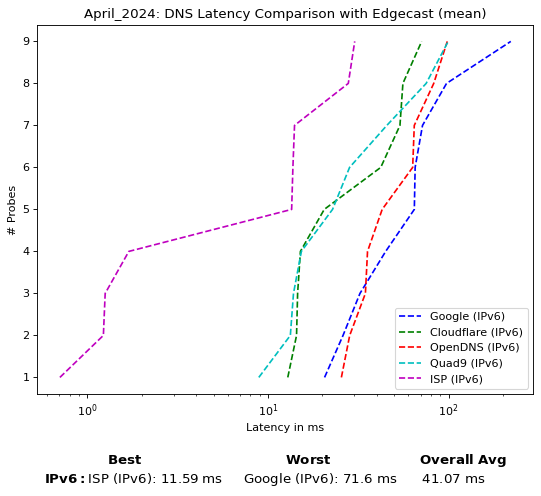 April_2024: DNS Latency Comparison with Edgecast (mean)
# Probes
9
8
7
6
5
4
3
2
1
10⁰
10¹
10²
Latency in ms
Google (IPv6)
Cloudflare (IPv6)
OpenDNS (IPv6)
Quad9 (IPv6)
ISP (IPv6)
Best Worst Overall Avg
IPv6: ISP (IPv6): 11.59 ms Google (IPv6): 71.6 ms 41.07 ms